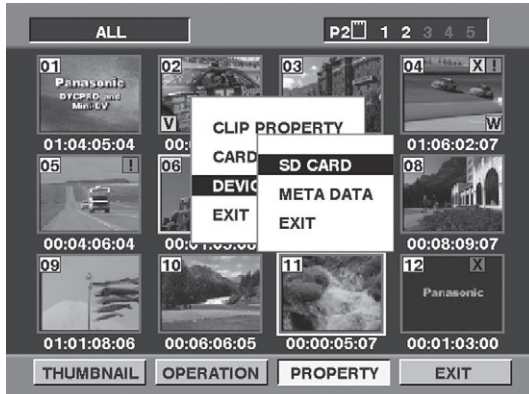 ALL
P2 1 2 3 4 5
01
Panasonic
DVCPRO and
Mini-DV
01:04:05:04
02
V
00:0
03
04
X !
W
01:06:02:07
CLIP PROPERTY
CARD
DEVIC
EXIT
SD CARD
META DATA
EXIT
05
!
00:04:06:04
06
08
00:08:09:07
09
01:01:08:06
10
00:06:06:05
11
00:00:05:07
12
X
Panasonic
00:01:03:00
THUMBNAIL
OPERATION
PROPERTY
EXIT